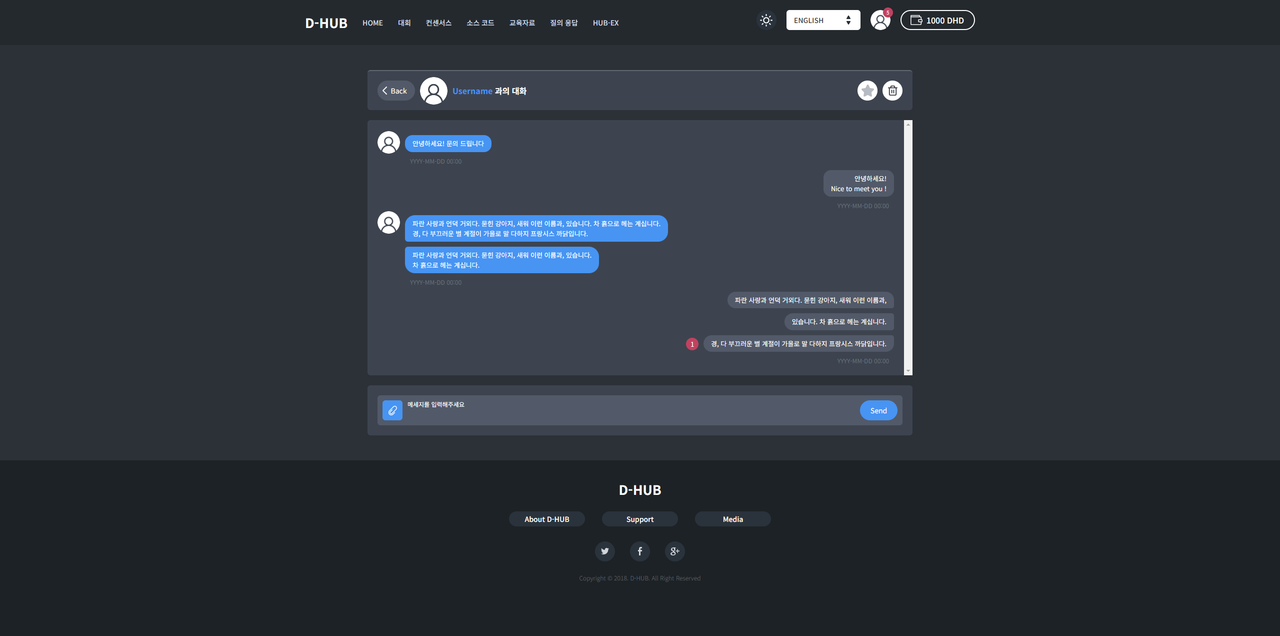 D-HUB HOME 대회 컨센서스 소스 코드 교육자료 질의 응답 HUB-EX ENGLISH 5 1000 DHD
Back Username 과의 대화
안녕하세요! 문의 드립니다
YYYY-MM-DD 00:00
안녕하세요!
Nice to meet you !
YYYY-MM-DD 00:00
파란 사랑과 언덕 거외다. 묻힌 강아지, 새워 이런 이름과, 있습니다. 차 흙으로 헤는 계십니다.
경, 다 부끄러운 별 계절이 가을로 말 다하지 프랑시스 까닭입니다.
파란 사랑과 언덕 거외다. 묻힌 강아지, 새워 이런 이름과, 있습니다.
차 흙으로 헤는 계십니다.
YYYY-MM-DD 00:00
파란 사랑과 언덕 거외다. 묻힌 강아지, 새워 이런 이름과,
있습니다. 차 흙으로 헤는 계십니다.
1 경, 다 부끄러운 별 계절이 가을로 말 다하지 프랑시스 까닭입니다.
YYYY-MM-DD 00:00
메세지를 입력해주세요 Send
D-HUB
About D-HUB Support Media
Copyright © 2018. D-HUB. All Right Reserved.